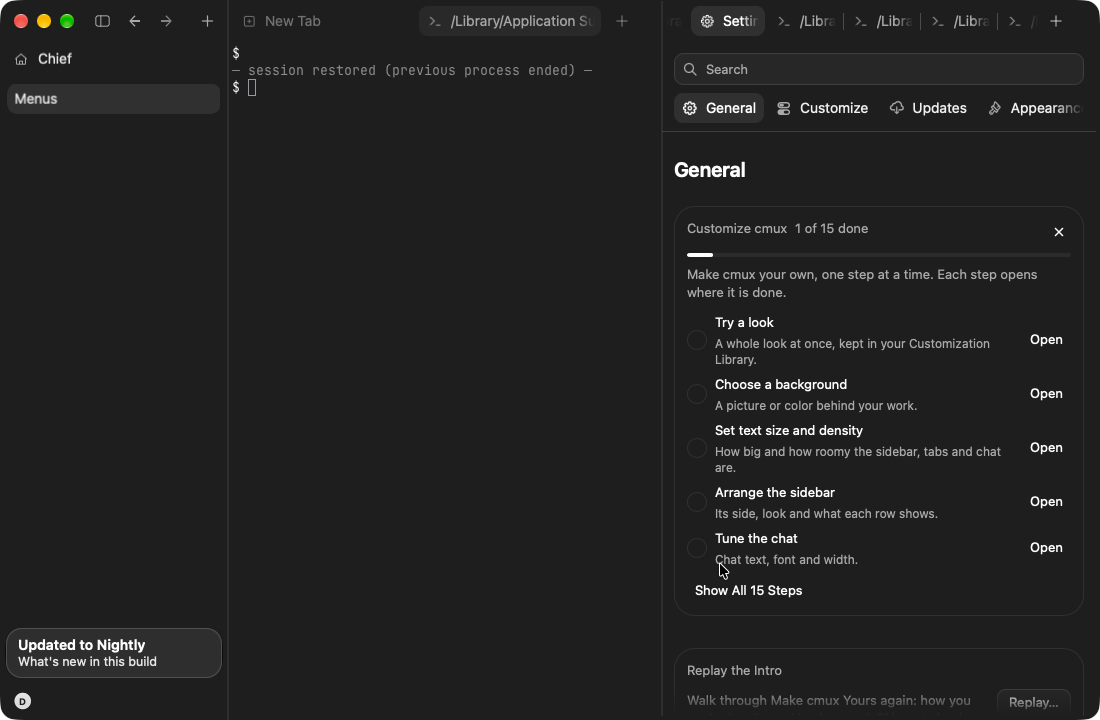 New Tab
/Library/Application Su
Setti
/Libra
/Libra
/Libra
Chief
Menus
$
— session restored (previous process ended) —
$
Search
General
Customize
Updates
Appearanc
General
Customize cmux 1 of 15 done
Make cmux your own, one step at a time. Each step opens
where it is done.
Try a look
A whole look at once, kept in your Customization
Library.
Open
Choose a background
A picture or color behind your work.
Open
Set text size and density
How big and how roomy the sidebar, tabs and chat
are.
Open
Arrange the sidebar
Its side, look and what each row shows.
Open
Tune the chat
Chat text, font and width.
Open
Show All 15 Steps
Replay the Intro
Walk through Make cmux Yours again: how you
Replay...
Updated to Nightly
What's new in this build
D